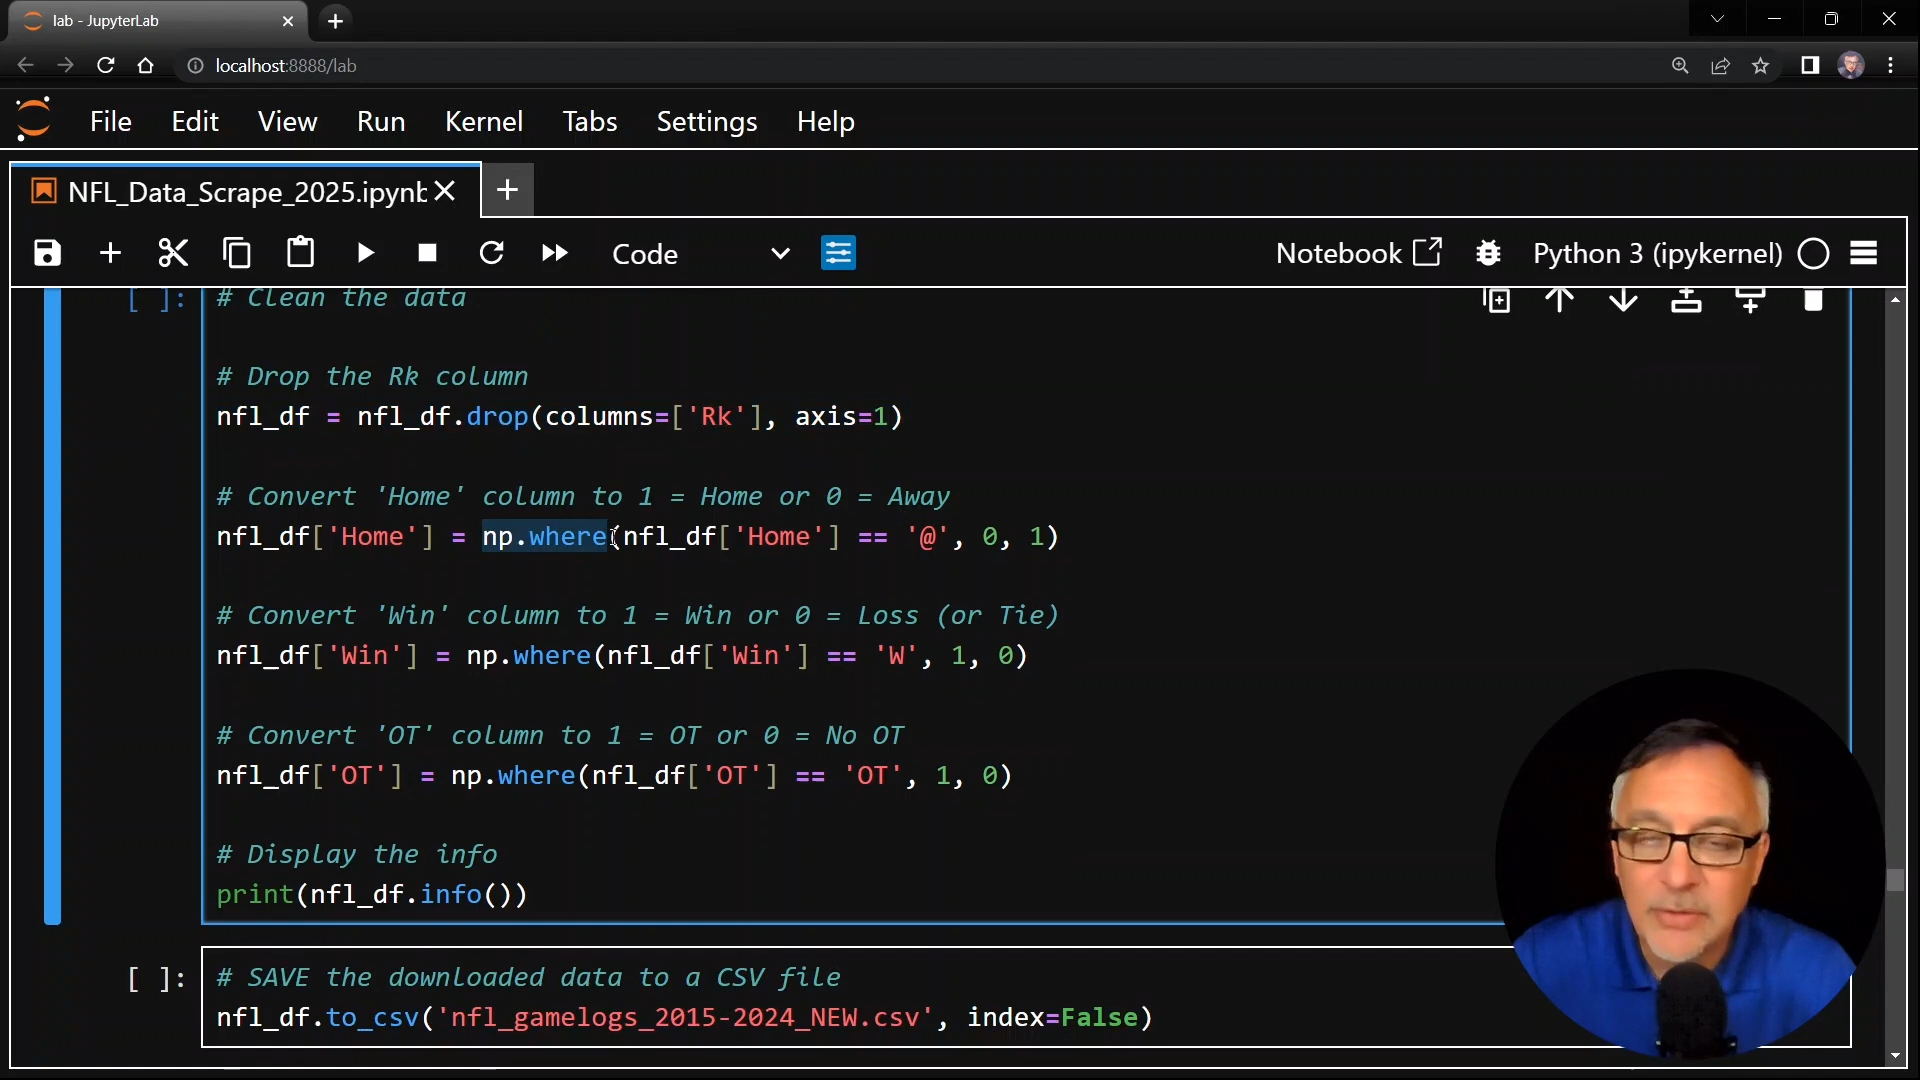 lab - JupyterLab
localhost:8888/lab
File Edit View Run Kernel Tabs Settings Help
NFL_Data_Scrape_2025.ipynb
Code Notebook Python 3 (ipykernel)
[ ]: # Clean the data
# Drop the Rk column
nfl_df = nfl_df.drop(columns=['Rk'], axis=1)
# Convert 'Home' column to 1 = Home or 0 = Away
nfl_df['Home'] = np.where(nfl_df['Home'] == '@', 0, 1)
# Convert 'Win' column to 1 = Win or 0 = Loss (or Tie)
nfl_df['Win'] = np.where(nfl_df['Win'] == 'W', 1, 0)
# Convert 'OT' column to 1 = OT or 0 = No OT
nfl_df['OT'] = np.where(nfl_df['OT'] == 'OT', 1, 0)
# Display the info
print(nfl_df.info())
[ ]: # SAVE the downloaded data to a CSV file
nfl_df.to_csv('nfl_gamelogs_2015-2024_NEW.csv', index=False)